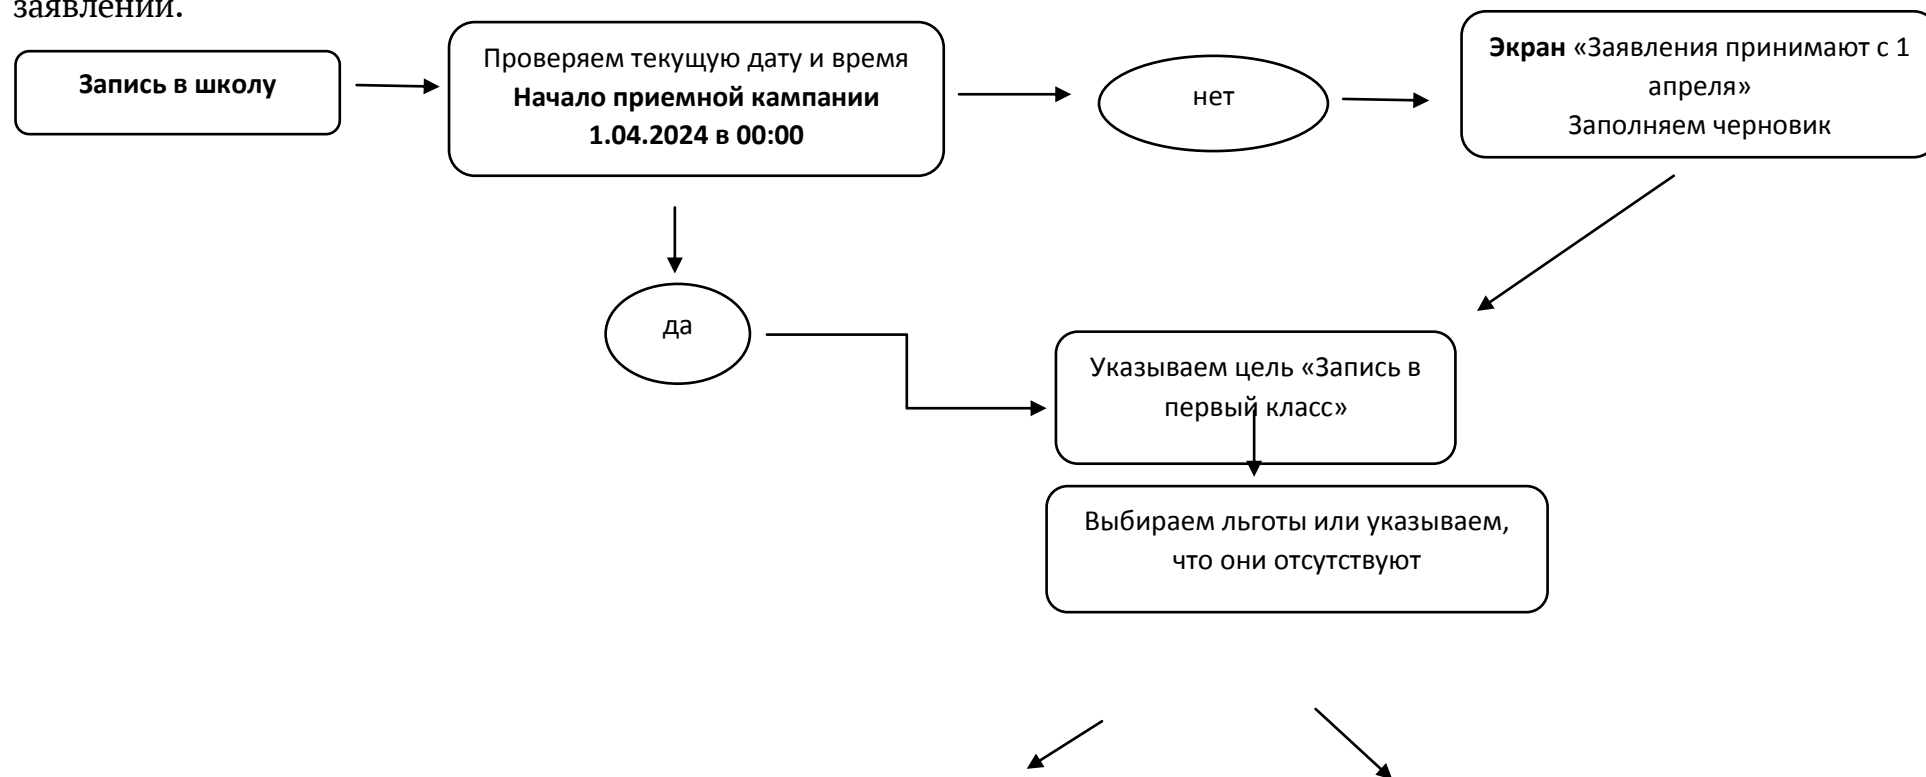 заявлений.
Запись в школу
Проверяем текущую дату и время
Начало приемной кампании
1.04.2024 в 00:00
нет
Экран «Заявления принимают с 1
апреля»
Заполняем черновик
да
Указываем цель «Запись в
первый класс»
Выбираем льготы или указываем,
что они отсутствуют